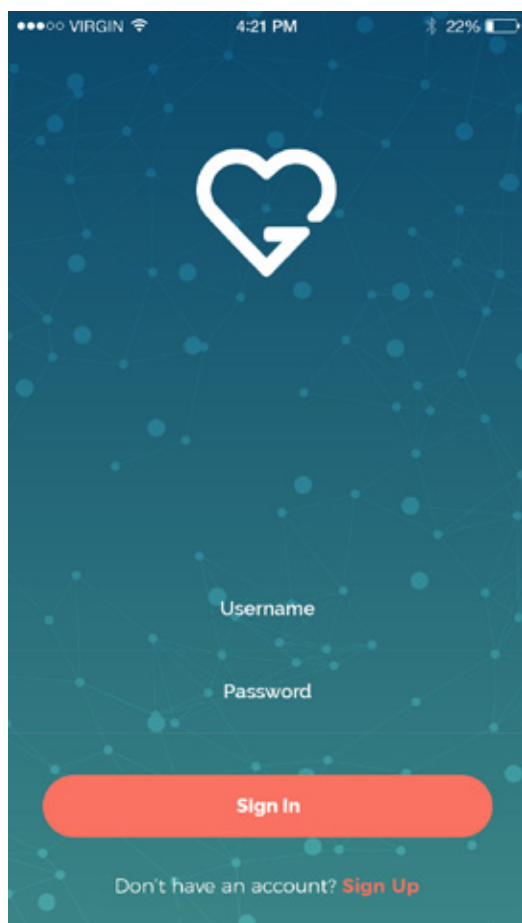 VIRGIN 4:21 PM 22%
Username
Password
Sign In
Don't have an account? Sign Up